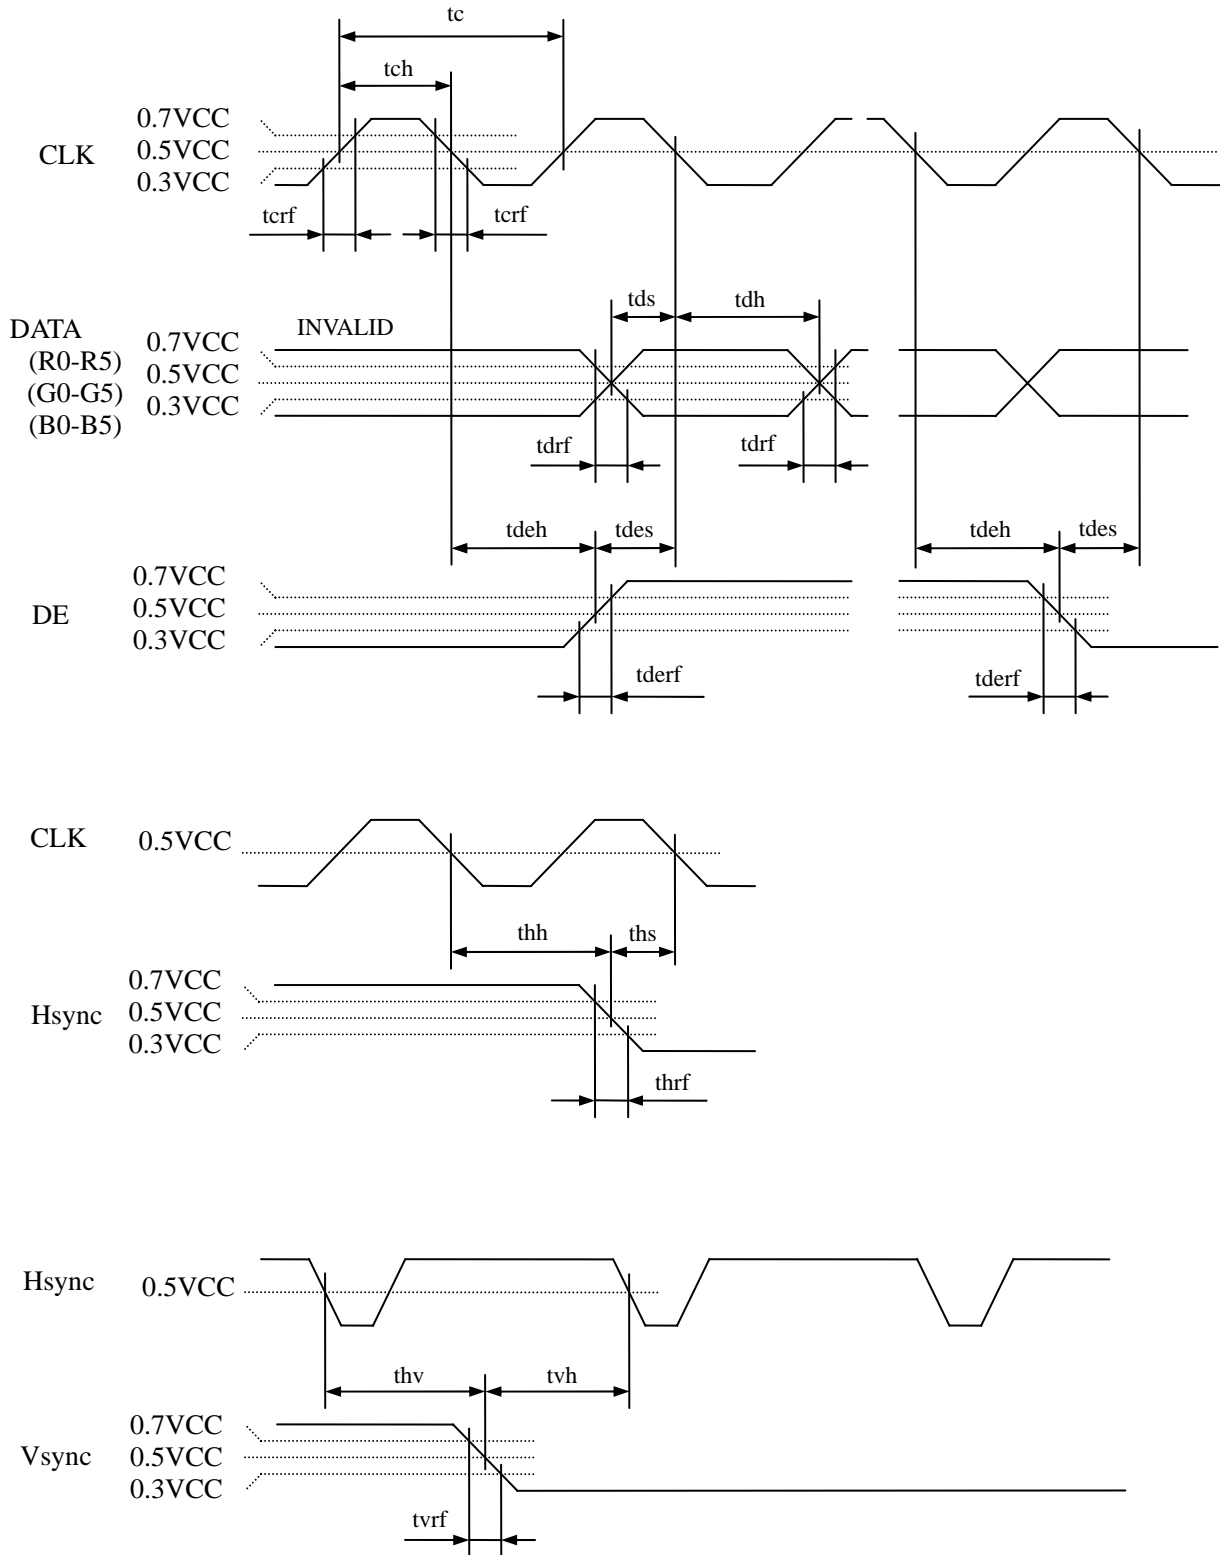 tc
tch
0.7VCC
CLK
0.5VCC
0.3VCC
tcrf
tcrf
tds
tdh
DATA
INVALID
0.7VCC
(R0-R5)
0.5VCC
(G0-G5)
0.3VCC
(B0-B5)
tdrf
tdrf
tdeh
tdes
tdeh
tdes
0.7VCC
DE
0.5VCC
0.3VCC
tderf
tderf
CLK
0.5VCC
thh
ths
0.7VCC
Hsync
0.5VCC
0.3VCC
thrf
Hsync
0.5VCC
thv
tvh
0.7VCC
Vsync
0.5VCC
0.3VCC
tvrf